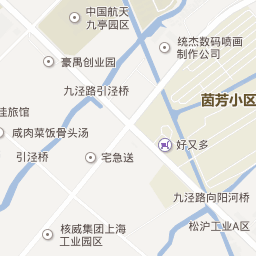 中国航天
九亭园区
统杰数码喷画
制作公司
豪禺创业园
九泾路引泾桥
茵芳小区
佳旅馆
咸肉菜饭骨头汤
引泾桥
宅急送
好又多
九泾路向阳河桥
核威集团上海
工业园区
松沪工业A区